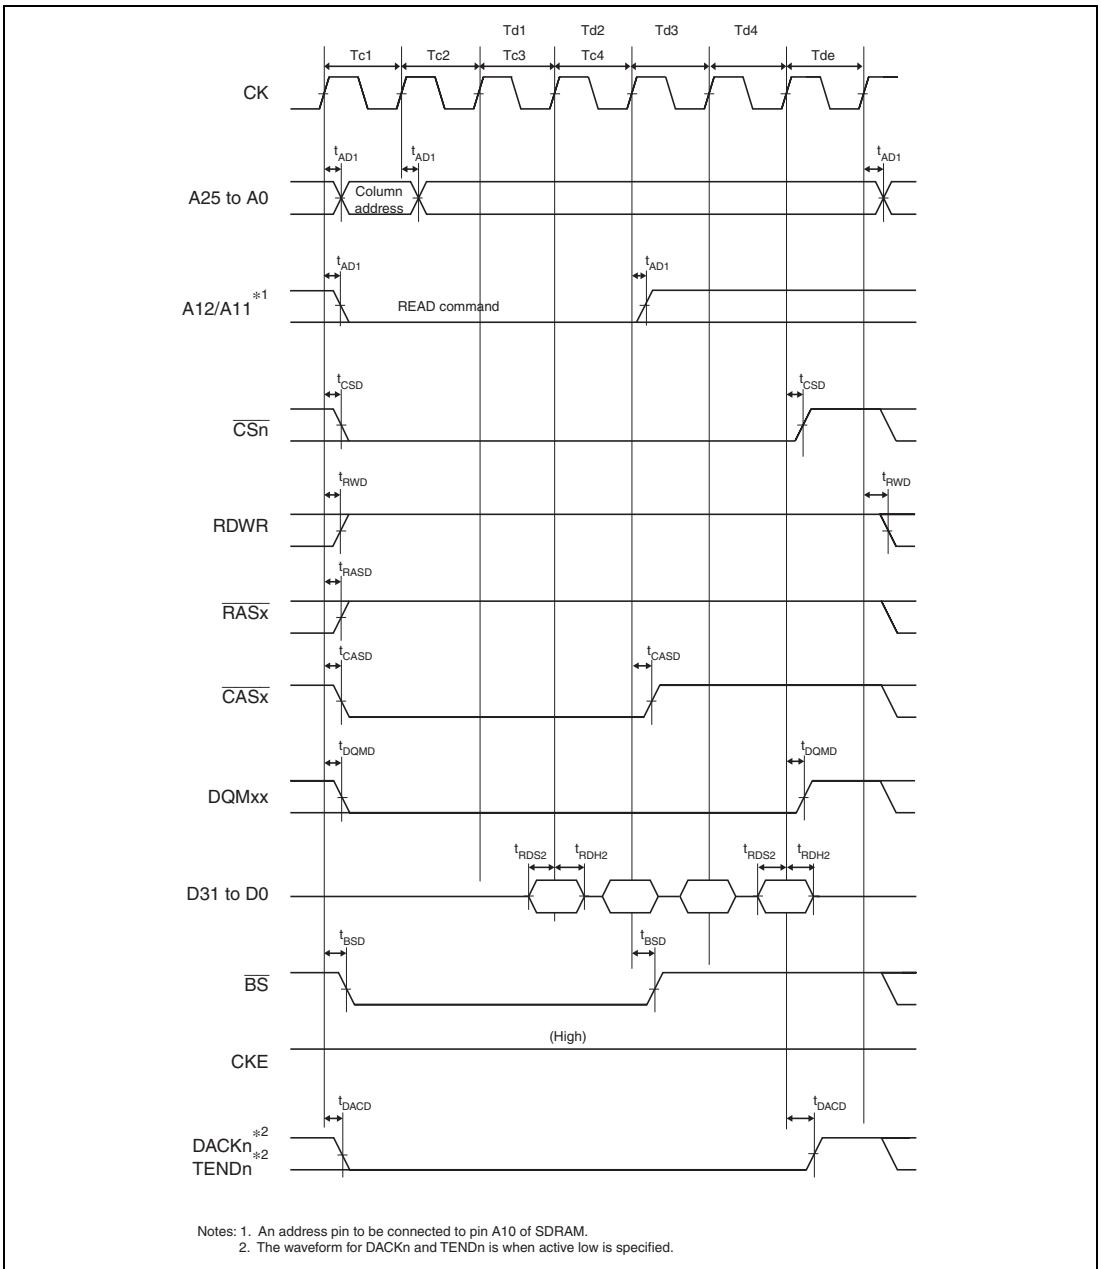 Td1 Td2 Td3 Td4
Tc1 Tc2 Tc3 Tc4 Tde
CK
tAD1 tAD1 tAD1
A25 to A0
Column
address
tAD1 tAD1
A12/A11*1
READ command
tCSD tCSD
CSn
tRWD tRWD
RDWR
tRASD
RASx
tCASD tCASD
CASx
tDQMD tDQMD
DQMxx
tRDS2 tRDH2 tRDS2 tRDH2
D31 to D0
tBSD tBSD
BS
(High)
CKE
tDACD tDACD
DACKn*2
TENDn*2
Notes: 1. An address pin to be connected to pin A10 of SDRAM.
2. The waveform for DACKn and TENDn is when active low is specified.